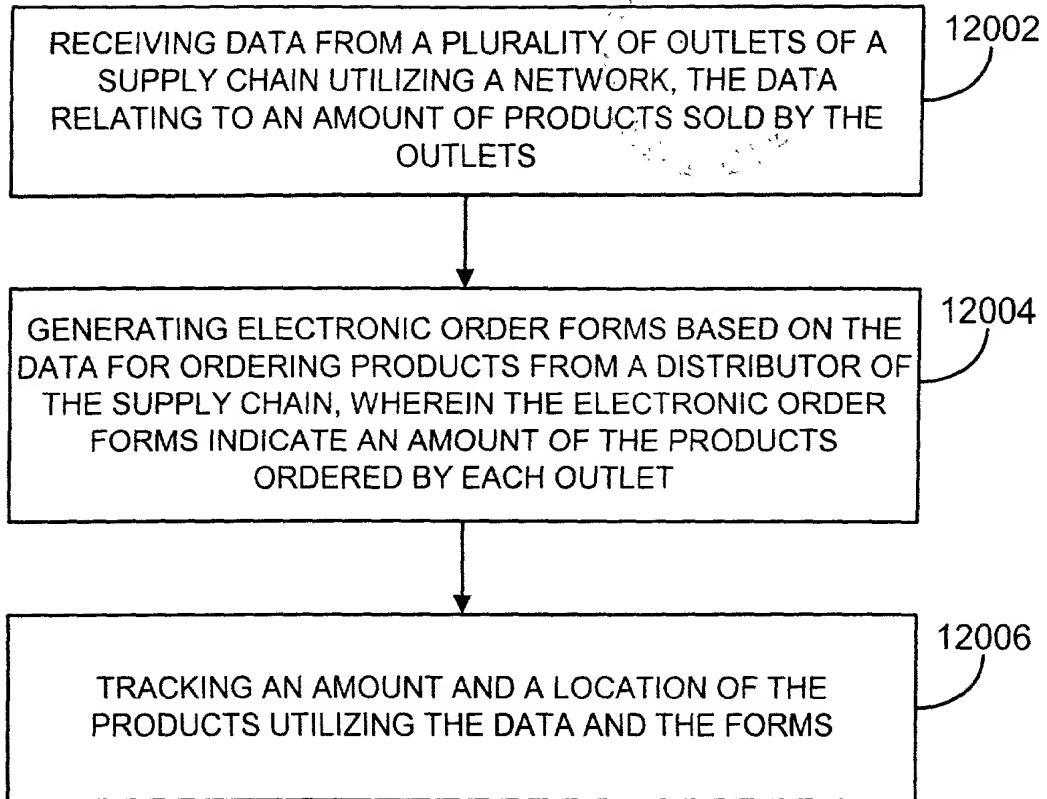 RECEIVING DATA FROM A PLURALITY OF OUTLETS OF A
SUPPLY CHAIN UTILIZING A NETWORK, THE DATA
RELATING TO AN AMOUNT OF PRODUCTS SOLD BY THE
OUTLETS
12002
GENERATING ELECTRONIC ORDER FORMS BASED ON THE
DATA FOR ORDERING PRODUCTS FROM A DISTRIBUTOR OF
THE SUPPLY CHAIN, WHEREIN THE ELECTRONIC ORDER
FORMS INDICATE AN AMOUNT OF THE PRODUCTS
ORDERED BY EACH OUTLET
12004
TRACKING AN AMOUNT AND A LOCATION OF THE
PRODUCTS UTILIZING THE DATA AND THE FORMS
12006